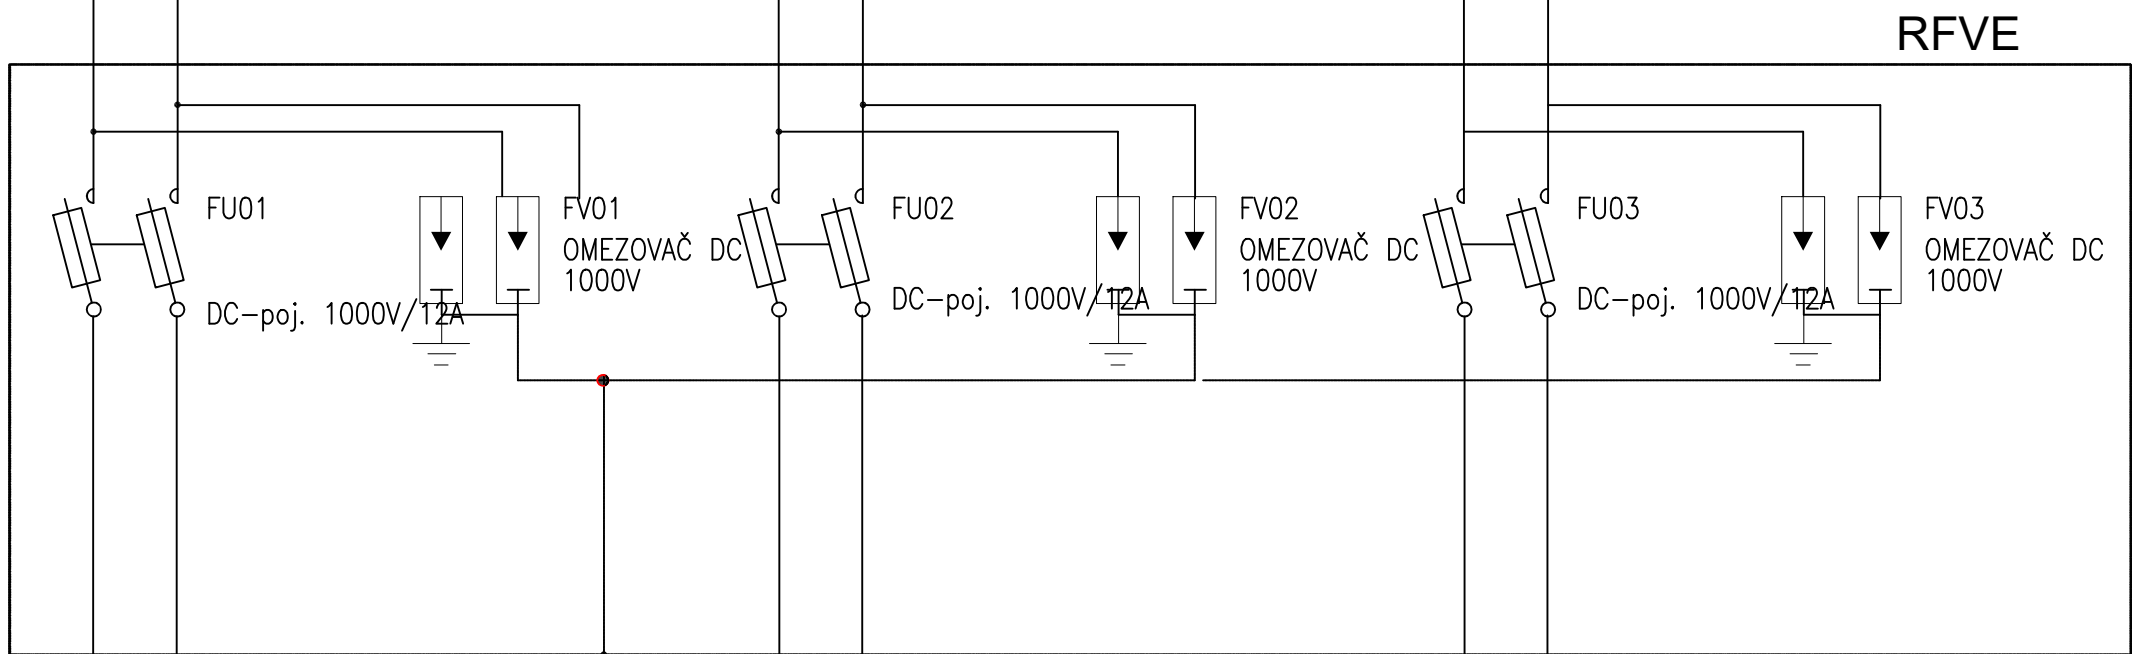 RFVE
FU01
FV01
OMEZOVAČ DC
1000V
DC-poj. 1000V/12A
FU02
FV02
OMEZOVAČ DC
1000V
DC-poj. 1000V/12A
FU03
FV03
OMEZOVAČ DC
1000V
DC-poj. 1000V/12A